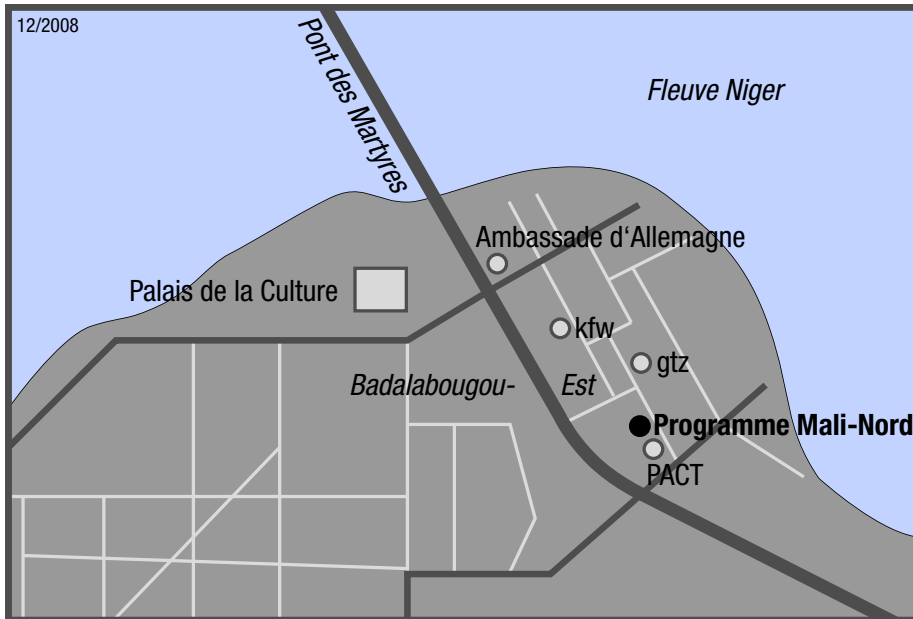 12/2008
Pont des Martyres
Fleuve Niger
Ambassade d‘Allemagne
Palais de la Culture
kfw
gtz
Badalabougou- Est
Programme Mali-Nord
PACT